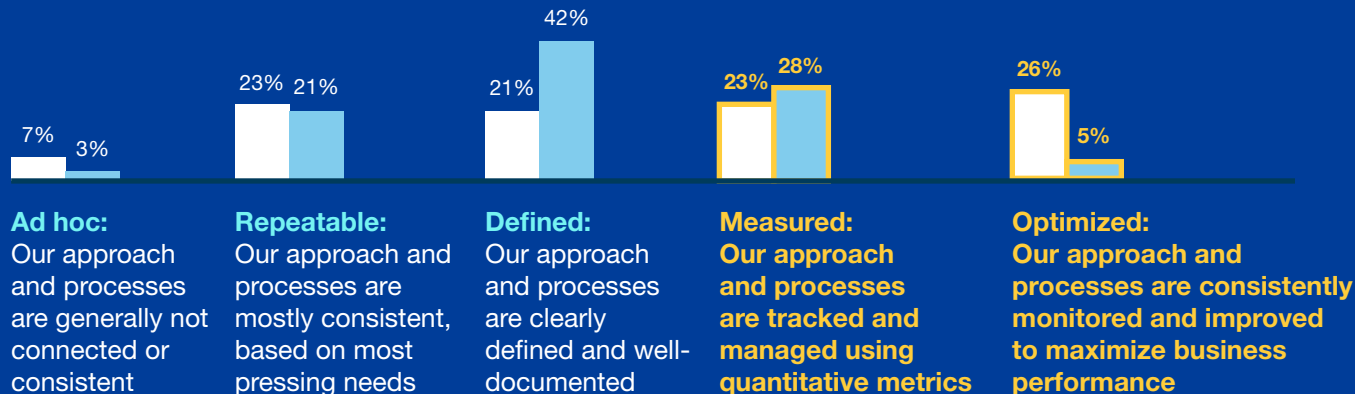 7%
3%
23%
21%
21%
42%
23%
28%
26%
5%
Ad hoc:
Our approach
and processes
are generally not
connected or
consistent
Repeatable:
Our approach and
processes are
mostly consistent,
based on most
pressing needs
Defined:
Our approach
and processes
are clearly
defined and well-
documented
Measured:
Our approach
and processes
are tracked and
managed using
quantitative metrics
Optimized:
Our approach and
processes are consistently
monitored and improved
to maximize business
performance